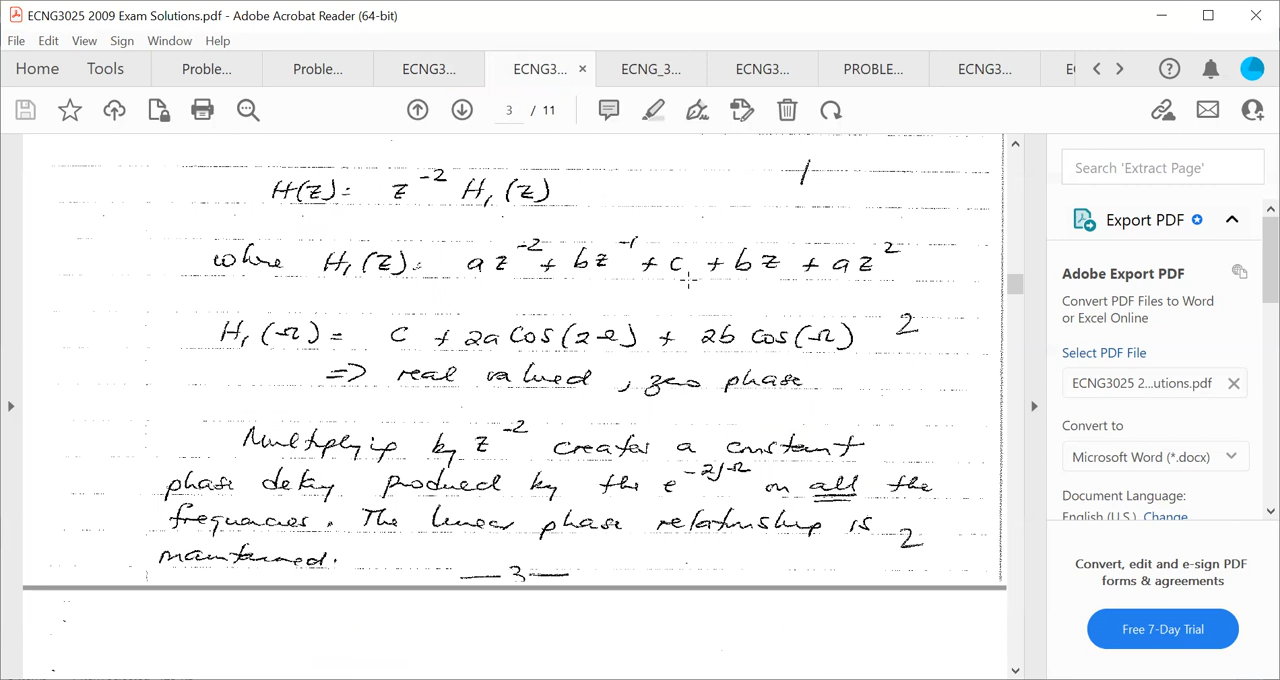 ECNG3025 2009 Exam Solutions.pdf - Adobe Acrobat Reader (64-bit)
File Edit View Sign Window Help
Home Tools Proble... Proble... ECNG3... ECNG3... × ECNG_3... ECNG3... PROBLE... ECNG3...
3 / 11
H(z) = z^-2 H₁(z) 1
where H₁(z) = az^-2 + bz^-1 + c + bz + az^2
H₁(Ω) = c + 2a Cos(2Ω) + 2b Cos(Ω) 2
=> real valued, zero phase
Multiplying by z^-2 creates a constant
phase delay produced by the e^-2jΩ on all the
frequencies. The linear phase relationship is 2
maintained.
— 3 —
Search 'Extract Page'
Export PDF
Adobe Export PDF
Convert PDF Files to Word
or Excel Online
Select PDF File
ECNG3025 2...utions.pdf
Convert to
Microsoft Word (*.docx)
Document Language:
English (U.S.) Change
Convert, edit and e-sign PDF
forms & agreements
Free 7-Day Trial